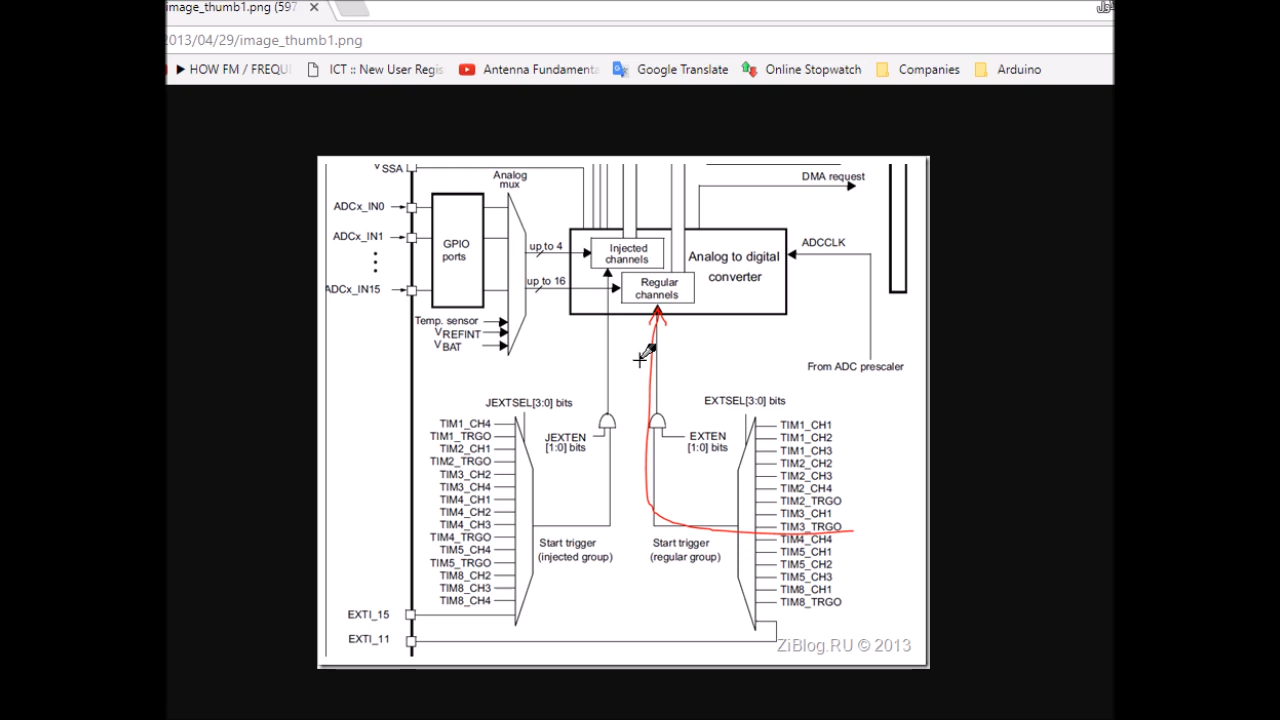 image_thumb1.png (597
2013/04/29/image_thumb1.png
HOW FM / FREQU
ICT :: New User Regis
Antenna Fundamenta
Google Translate
Online Stopwatch
Companies
Arduino
VSSA
Analog
mux
DMA request
ADCx_IN0
ADCx_IN1
ADCx_IN15
GPIO
ports
up to 4
up to 16
Injected
channels
Regular
channels
Analog to digital
converter
ADCCLK
Temp. sensor
VREFINT
VBAT
From ADC prescaler
JEXTSEL[3:0] bits
TIM1_CH4
TIM1_TRGO
TIM2_CH1
TIM2_TRGO
TIM3_CH2
TIM3_CH4
TIM4_CH1
TIM4_CH2
TIM4_CH3
TIM4_TRGO
TIM5_CH4
TIM5_TRGO
TIM8_CH2
TIM8_CH3
TIM8_CH4
JEXTEN
[1:0] bits
EXTEN
[1:0] bits
Start trigger
(injected group)
Start trigger
(regular group)
EXTSEL[3:0] bits
TIM1_CH1
TIM1_CH2
TIM1_CH3
TIM2_CH2
TIM2_CH3
TIM2_CH4
TIM2_TRGO
TIM3_CH1
TIM3_TRGO
TIM4_CH4
TIM5_CH1
TIM5_CH2
TIM5_CH3
TIM8_CH1
TIM8_TRGO
EXTI_15
EXTI_11
ZiBlog.RU © 2013